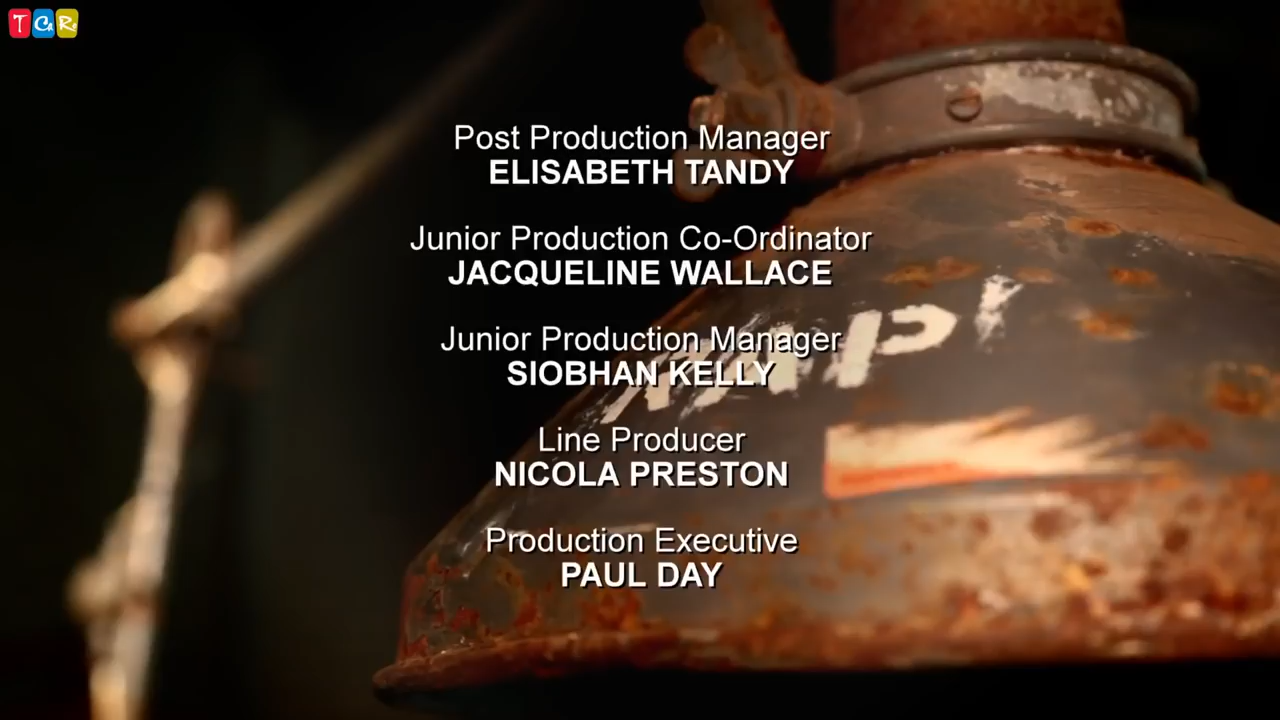 TCR
Post Production Manager
ELISABETH TANDY
Junior Production Co-Ordinator
JACQUELINE WALLACE
Junior Production Manager
SIOBHAN KELLY
Line Producer
NICOLA PRESTON
Production Executive
PAUL DAY